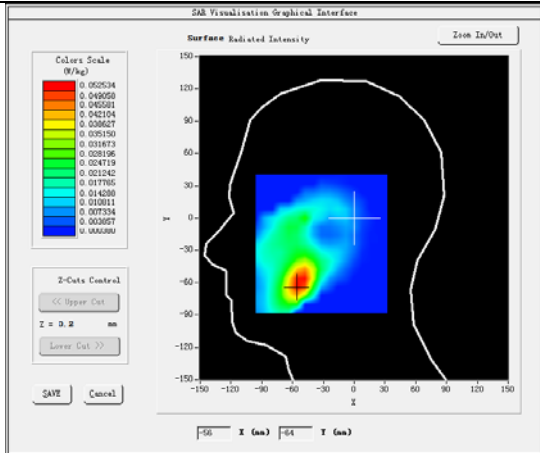 SAR Visualisation Graphical Interface
Surface Radiated Intensity
Zoom In/Out
Colors Scale
(W/kg)
0.052534
0.049058
0.045581
0.042104
0.038627
0.035150
0.031673
0.028196
0.024719
0.021242
0.017765
0.014288
0.010811
0.007334
0.003857
0.000380
Z-Cuts Control
<< Upper Cut
Z = 3.2 mm
Lower Cut >>
SAVE
Cancel
150
120
90
60
30
0
-30
-60
-90
-120
-150
Y
-150 -120 -90 -60 -30 0 30 60 90 120 150
X
-56 X (mm) -64 Y (mm)